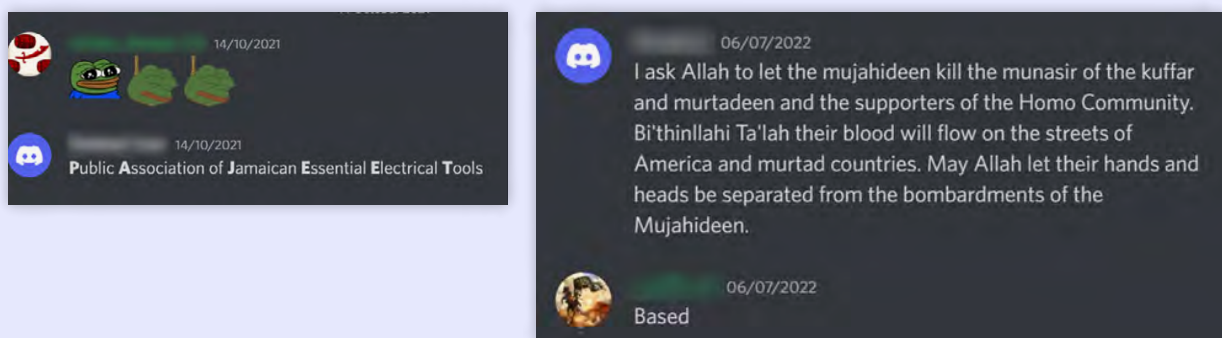 14/10/2021
14/10/2021
Public Association of Jamaican Essential Electrical Tools
06/07/2022
I ask Allah to let the mujahideen kill the munasir of the kuffar
and murtadeen and the supporters of the Homo Community.
Bi'thinllahi Ta'lah their blood will flow on the streets of
America and murtad countries. May Allah let their hands and
heads be separated from the bombardments of the
Mujahideen.
06/07/2022
Based